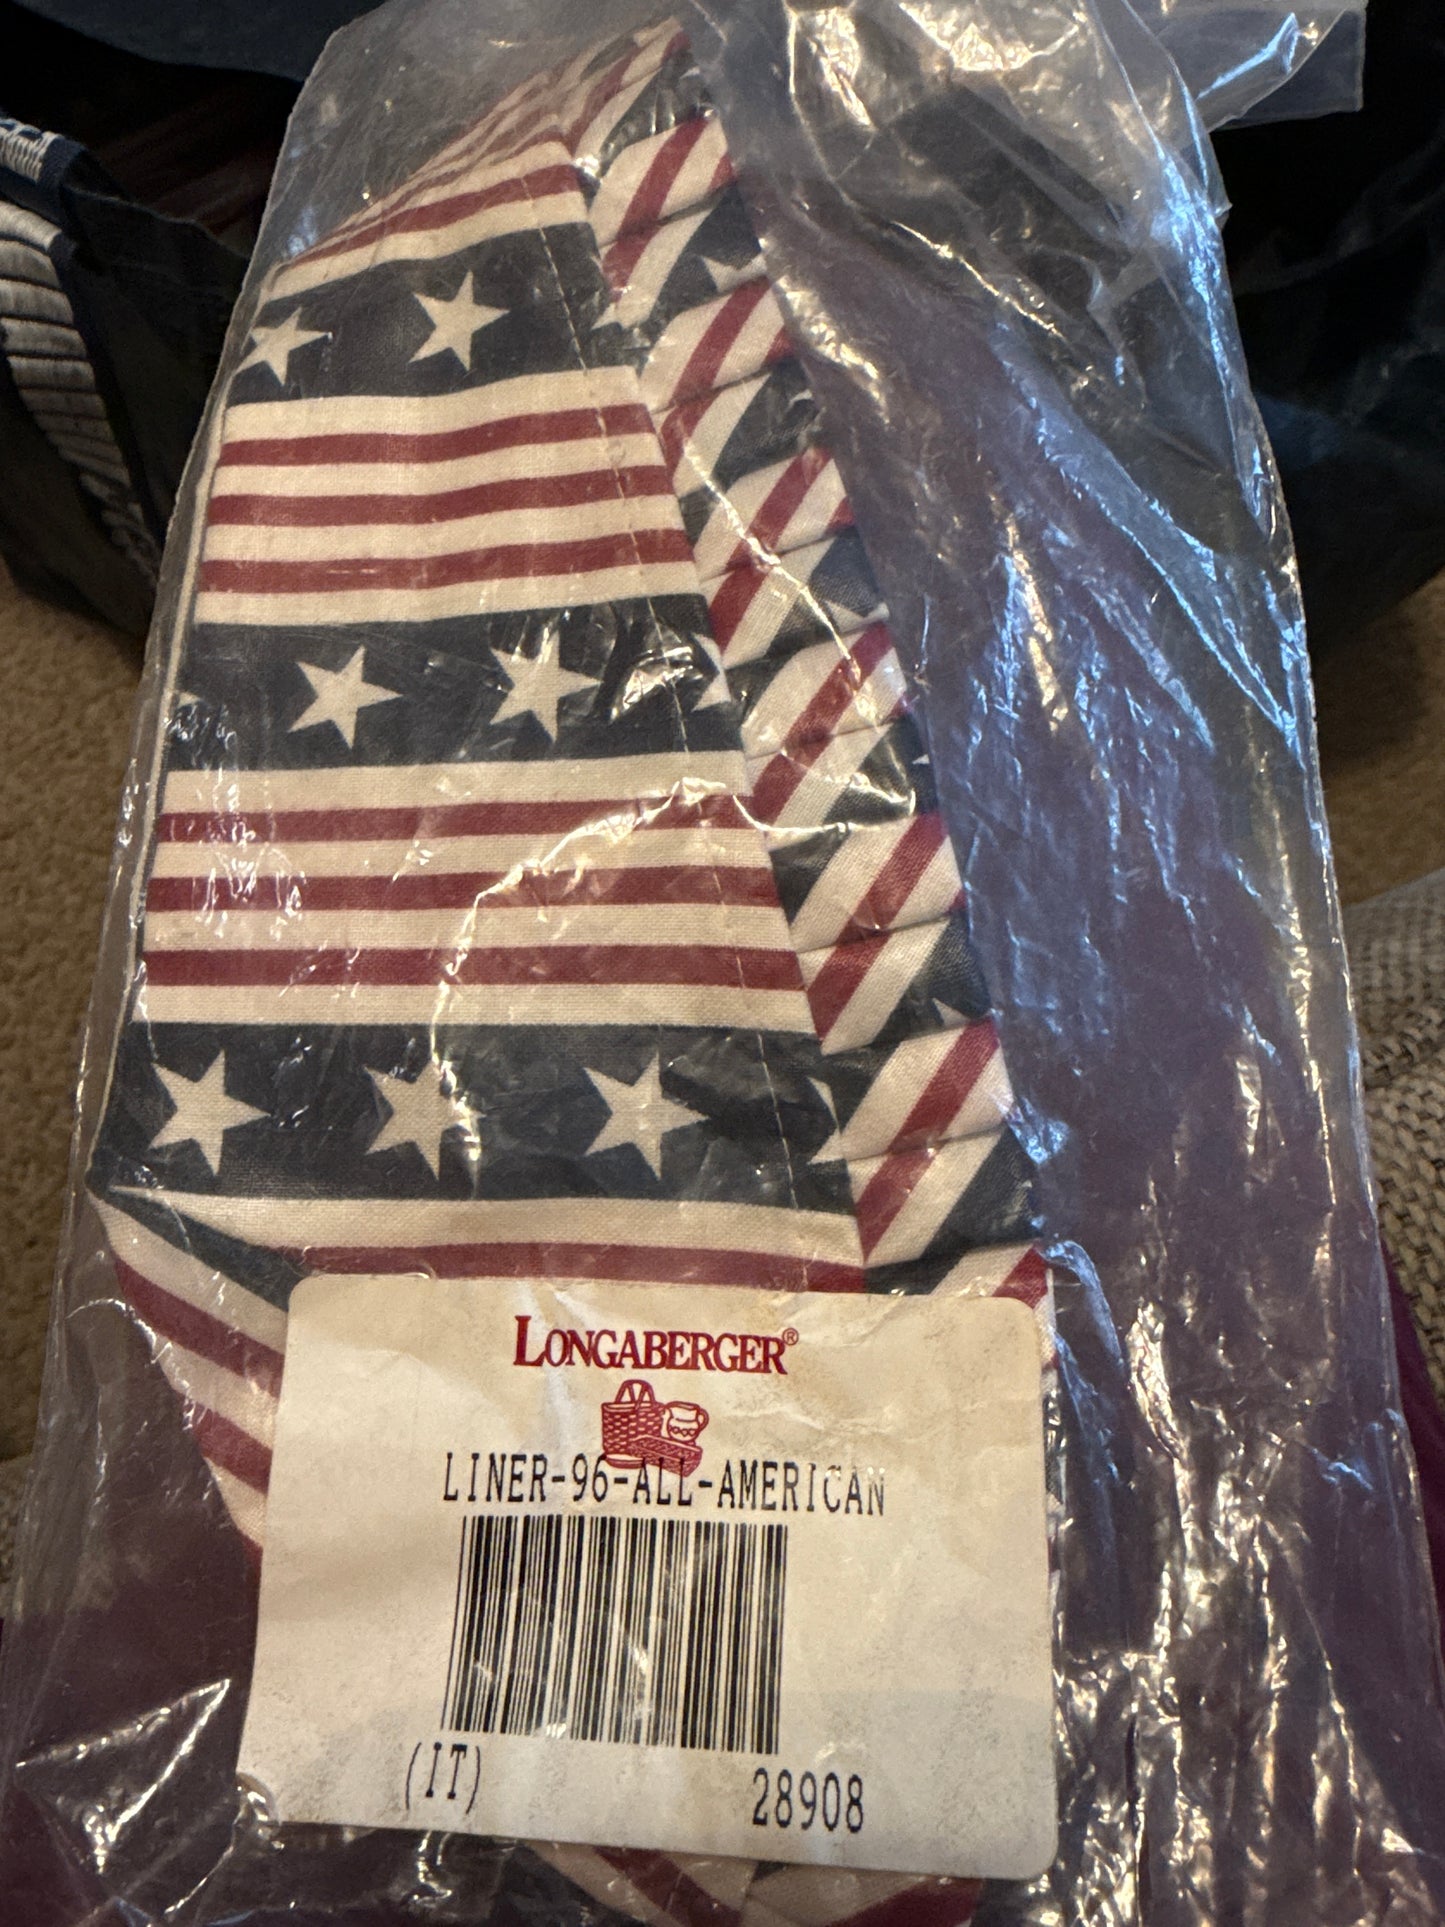 LONGABERGER®
LINER-96-ALL-AMERICAN
(IT) 28908